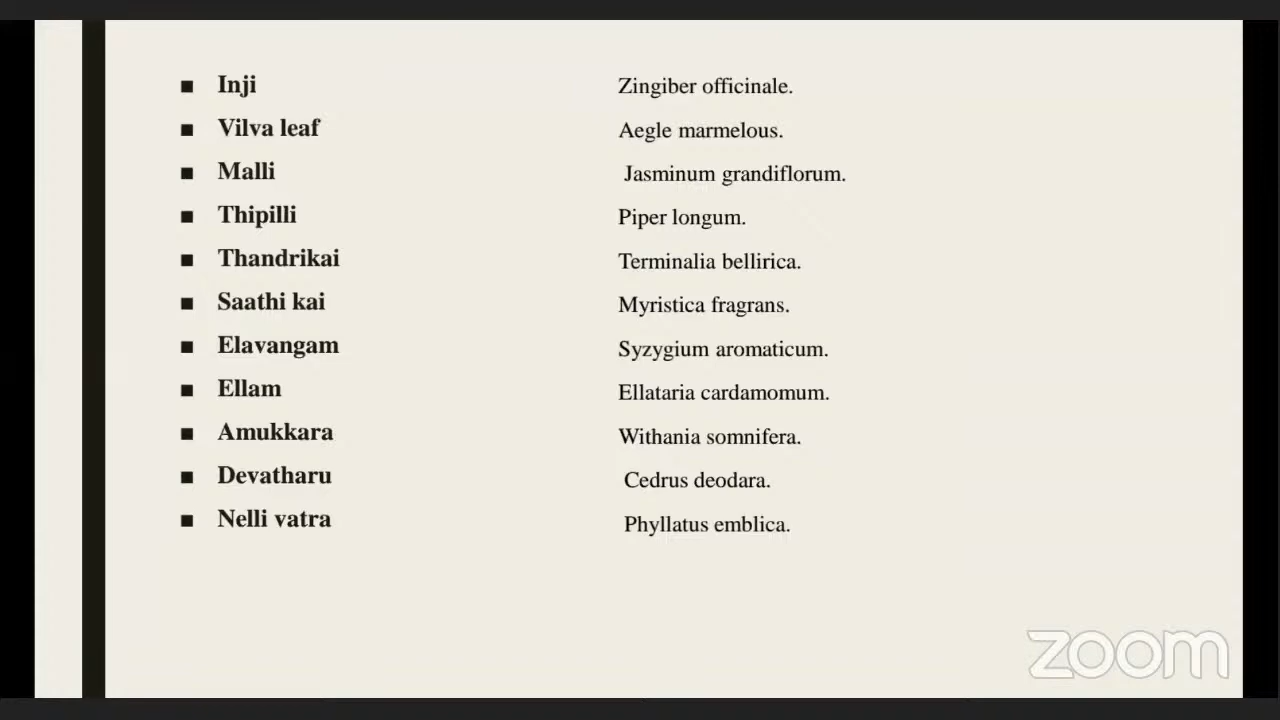 ■ Inji Zingiber officinale.
■ Vilva leaf Aegle marmelous.
■ Malli Jasminum grandiflorum.
■ Thipilli Piper longum.
■ Thandrikai Terminalia bellirica.
■ Saathi kai Myristica fragrans.
■ Elavangam Syzygium aromaticum.
■ Ellam Ellataria cardamomum.
■ Amukkara Withania somnifera.
■ Devatharu Cedrus deodara.
■ Nelli vatra Phyllatus emblica.
zoom